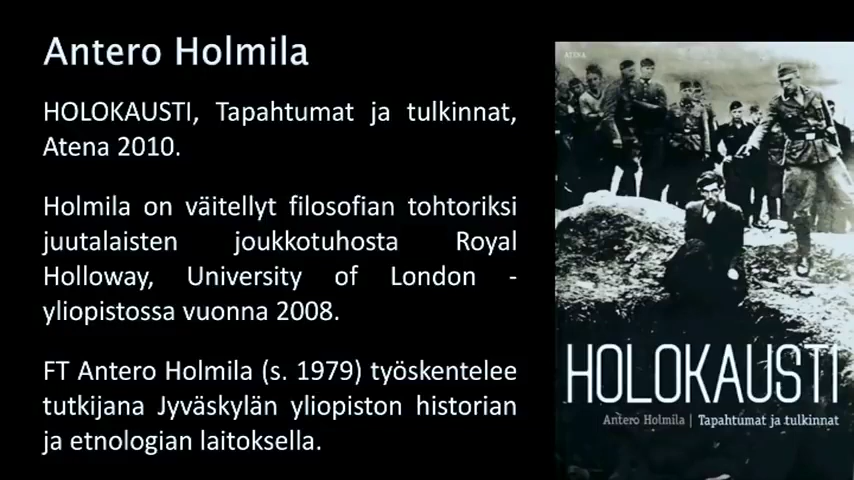 Antero Holmila
HOLOKAUSTI, Tapahtumat ja tulkinnat,
Atena 2010.
Holmila on väitellyt filosofian tohtoriksi
juutalaisten joukkotuhosta Royal
Holloway, University of London -
yliopistossa vuonna 2008.
FT Antero Holmila (s. 1979) työskentelee
tutkijana Jyväskylän yliopiston historian
ja etnologian laitoksella.
ATENA
HOLOKAUSTI
Antero Holmila | Tapahtumat ja tulkinnat